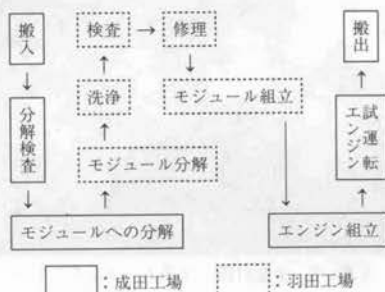 搬入
↓
分解検査
↓
モジュールへの分解
↑
モジュール分解
↑
洗浄
↑
検査 → 修理
↓
モジュール組立
↓
エンジン組立
↑
エンジン試運転
↑
搬出
:成田工場 :羽田工場